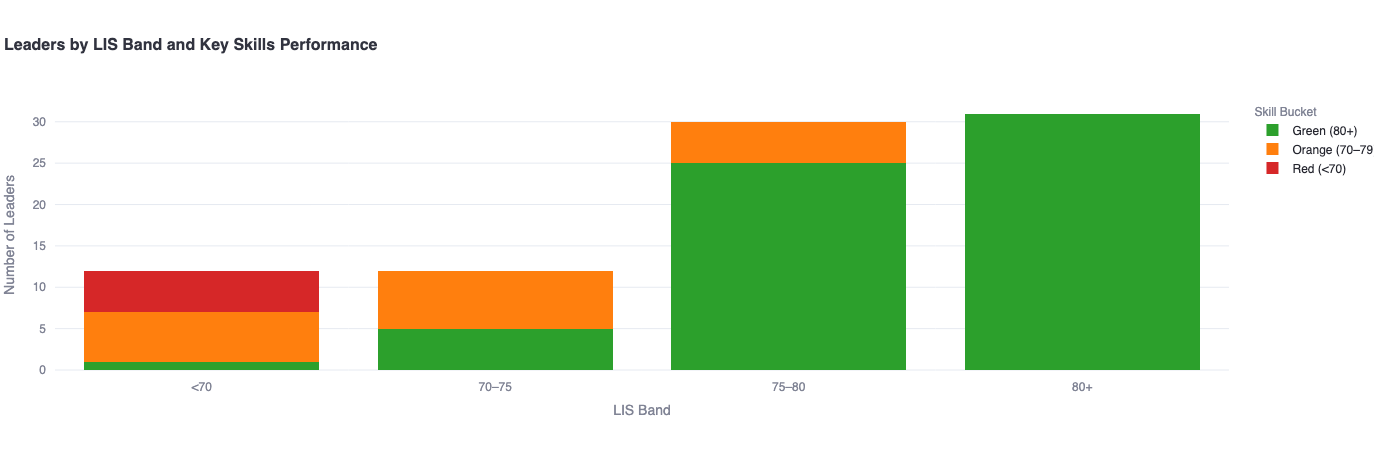 Leaders by LIS Band and Key Skills Performance
Skill Bucket
Green (80+)
Orange (70–79
Red (<70)
Number of Leaders
30
25
20
15
10
5
0
<70
70–75
75–80
80+
LIS Band